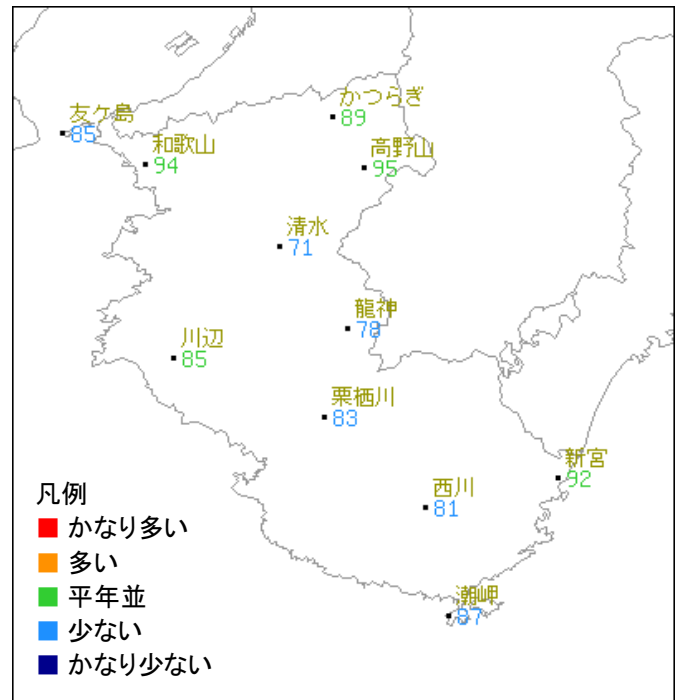 かつらぎ
89
友ケ島
85
和歌山
94
高野山
95
清水
71
龍神
78
川辺
85
栗栖川
83
新宮
92
西川
81
潮岬
87
凡例
かなり多い
多い
平年並
少ない
かなり少ない